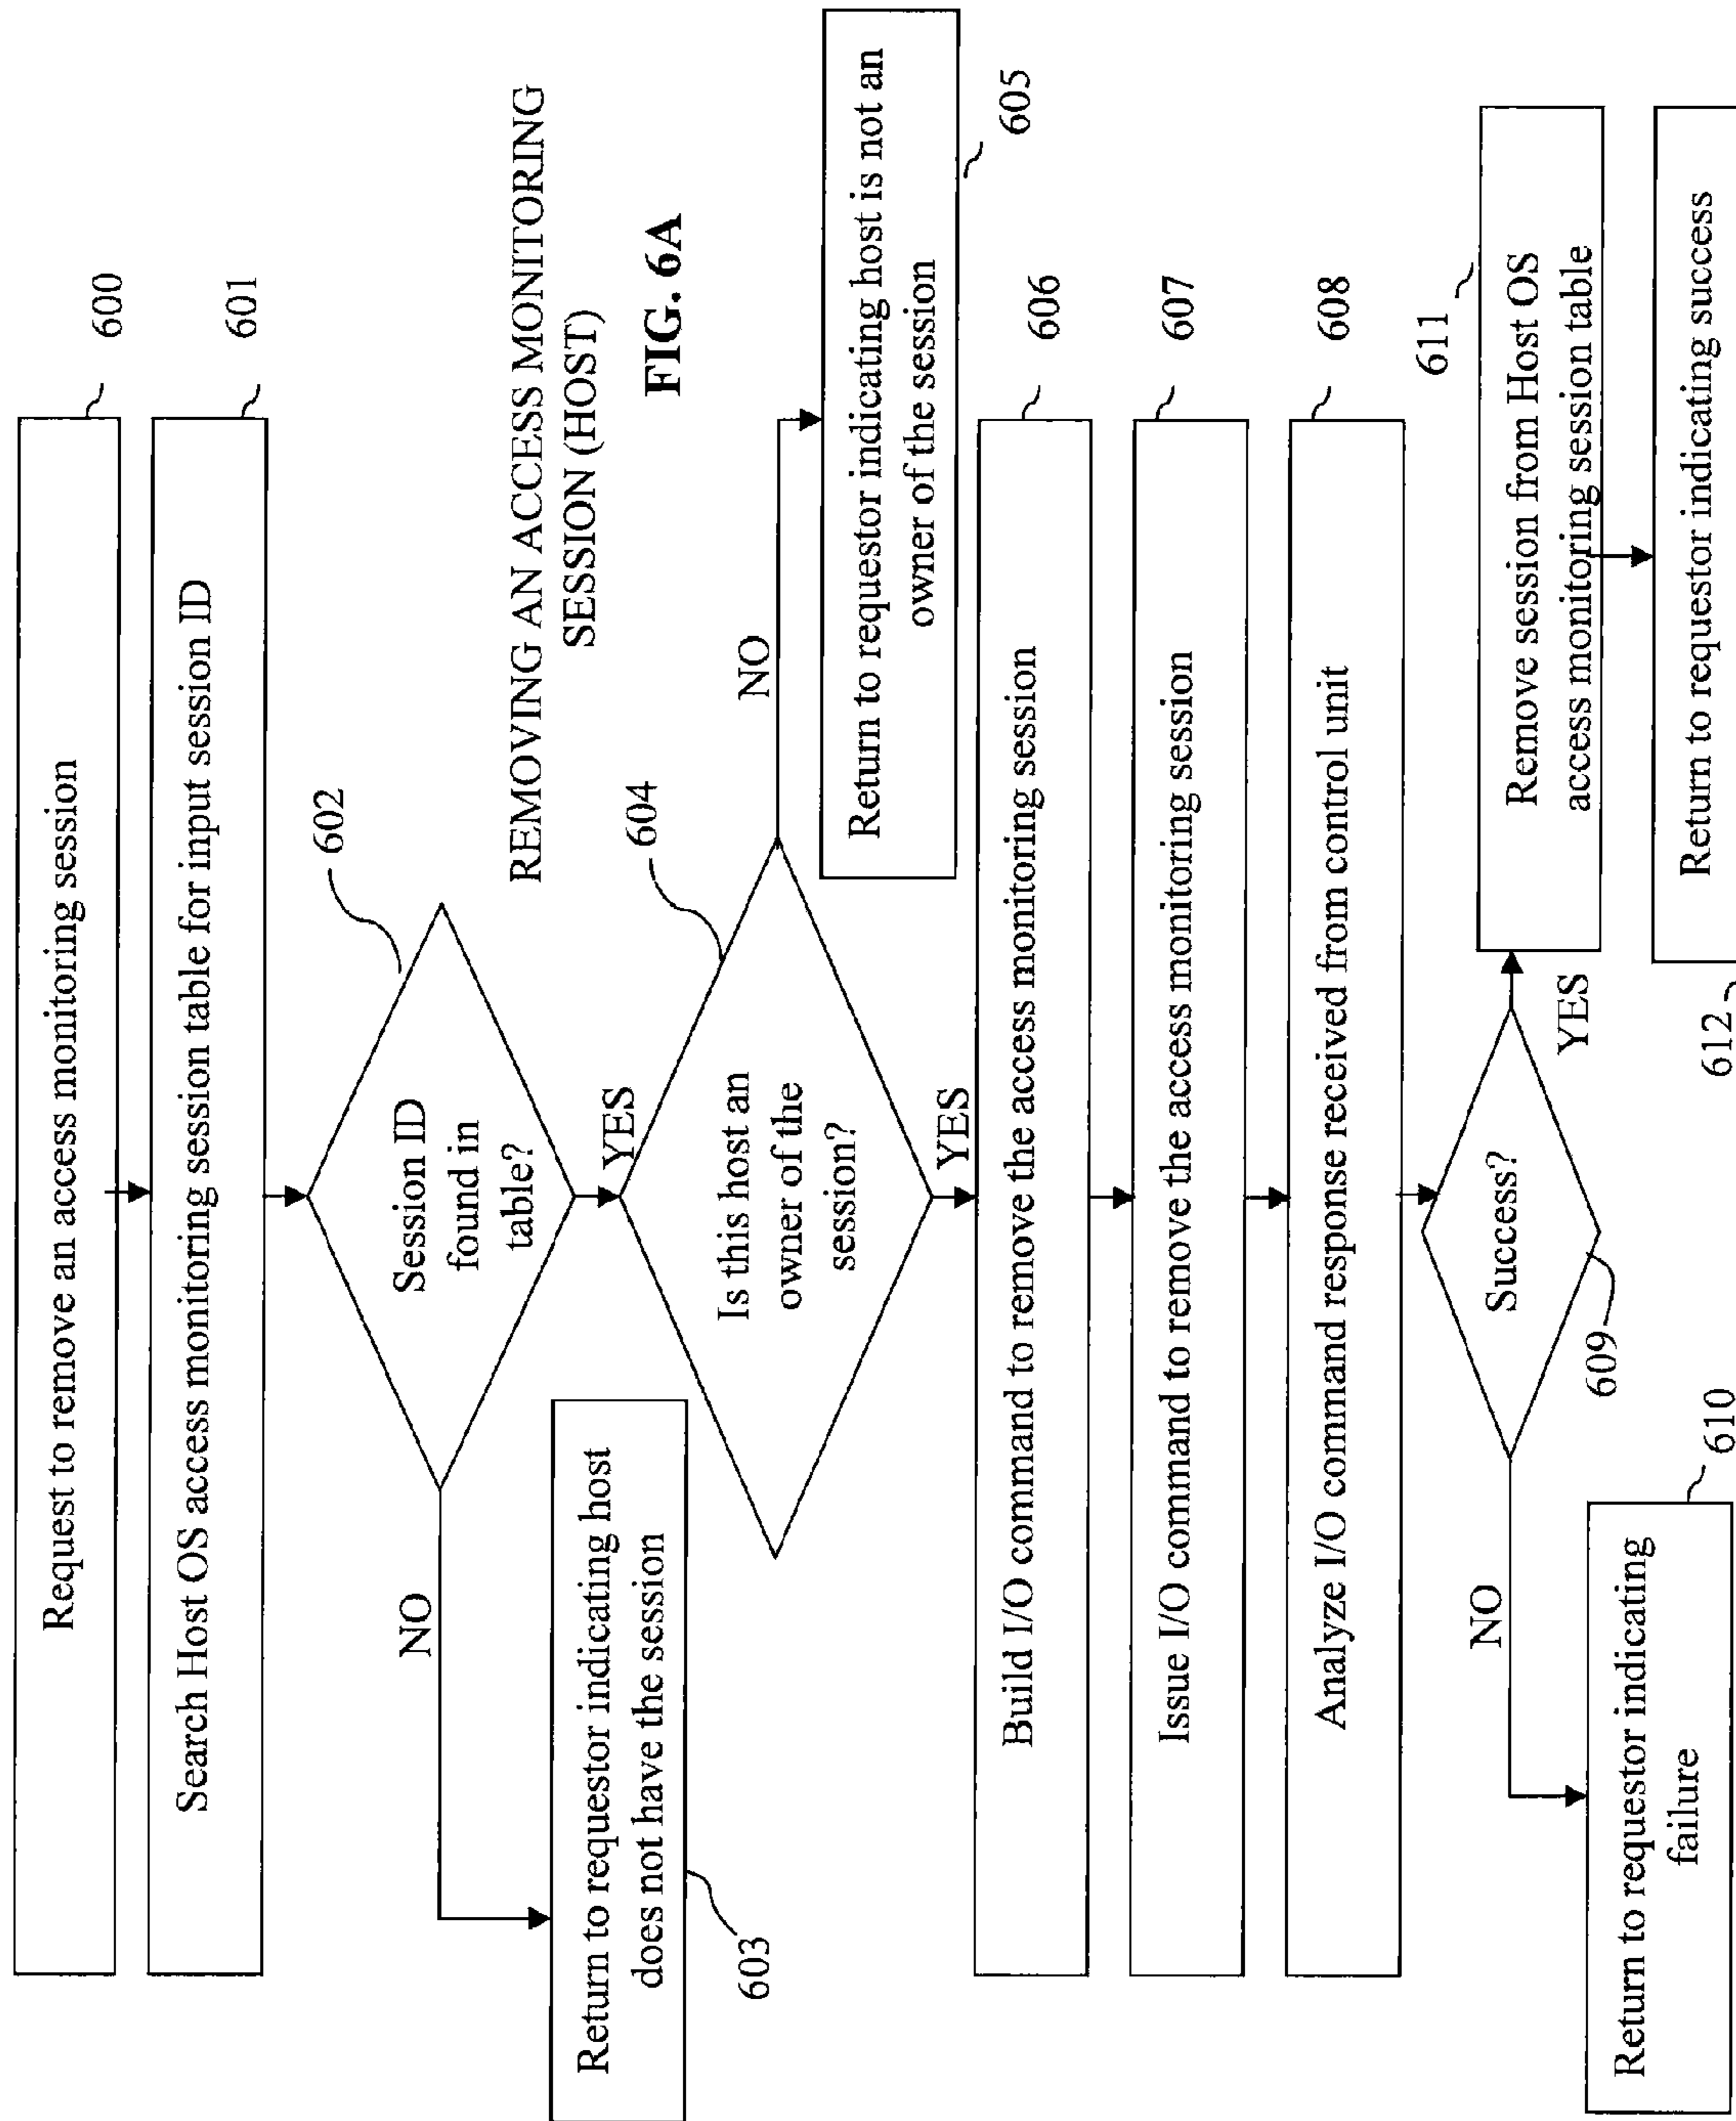 Request to remove an access monitoring session
600
Search Host OS access monitoring session table for input session ID
601
Session ID
found in
table?
602
REMOVING AN ACCESS MONITORING
SESSION (HOST)
FIG. 6A
NO
Return to requestor indicating host
does not have the session
603
YES
Is this host an
owner of the
session?
604
NO
Return to requestor indicating host is not an
owner of the session
605
YES
Build I/O command to remove the access monitoring session
606
Issue I/O command to remove the access monitoring session
607
Analyze I/O command response received from control unit
608
Success?
609
NO
Return to requestor indicating
failure
610
YES
Remove session from Host OS
access monitoring session table
611
Return to requestor indicating success
612